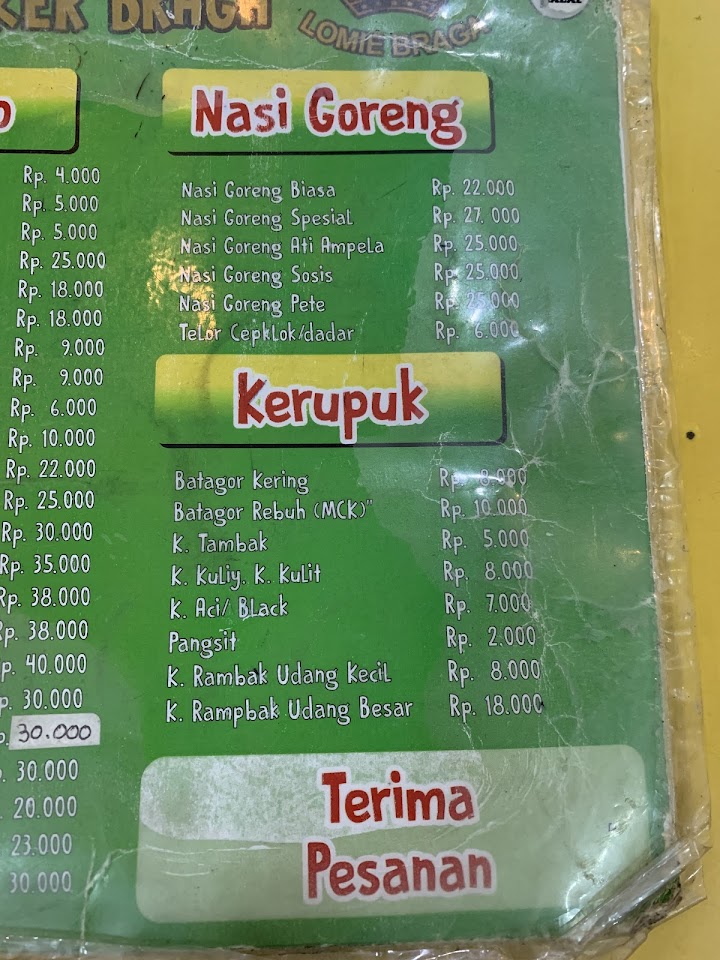 KER BRAGA
LOMIE BRAGA
Nasi Goreng
Nasi Goreng Biasa Rp. 22.000
Nasi Goreng Spesial Rp. 27. 000
Nasi Goreng Ati Ampela Rp. 25.000
Nasi Goreng Sosis Rp. 25.000
Nasi Goreng Pete Rp. 25.000
Telor Cepklok/dadar Rp. 6.000
Kerupuk
Batagor Kering Rp. 8.000
Batagor Rebuh (MCK)" Rp. 10.000
K. Tambak Rp. 5.000
K. Kuliy. K. Kulit Rp. 8.000
K. Aci/ Black Rp. 7.000
Pangsit Rp. 2.000
K. Rambak Udang Kecil Rp. 8.000
K. Rampbak Udang Besar Rp. 18.000
Terima
Pesanan
Rp. 4.000
Rp. 5.000
Rp. 5.000
Rp. 25.000
Rp. 18.000
Rp. 18.000
Rp. 9.000
Rp. 9.000
Rp. 6.000
Rp. 10.000
Rp. 22.000
Rp. 25.000
Rp. 30.000
Rp. 35.000
Rp. 38.000
Rp. 38.000
p. 40.000
p. 30.000
30.000
. 30.000
. 20.000
23.000
30.000